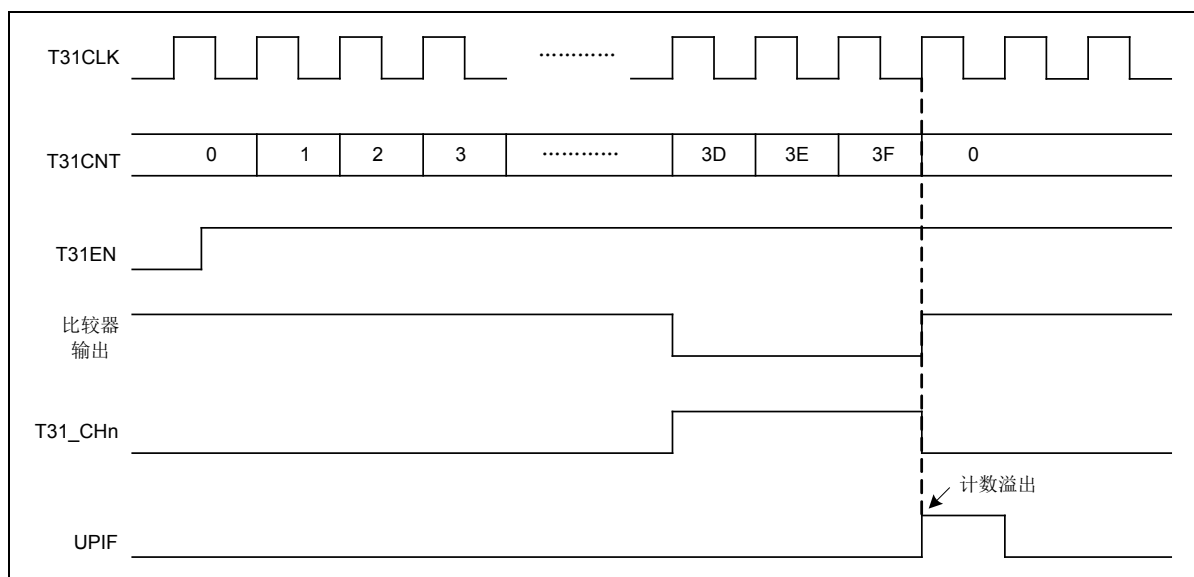 T31CLK
…………
T31CNT 0 1 2 3 ………… 3D 3E 3F 0
T31EN
比较器
输出
T31_CHn
计数溢出
UPIF